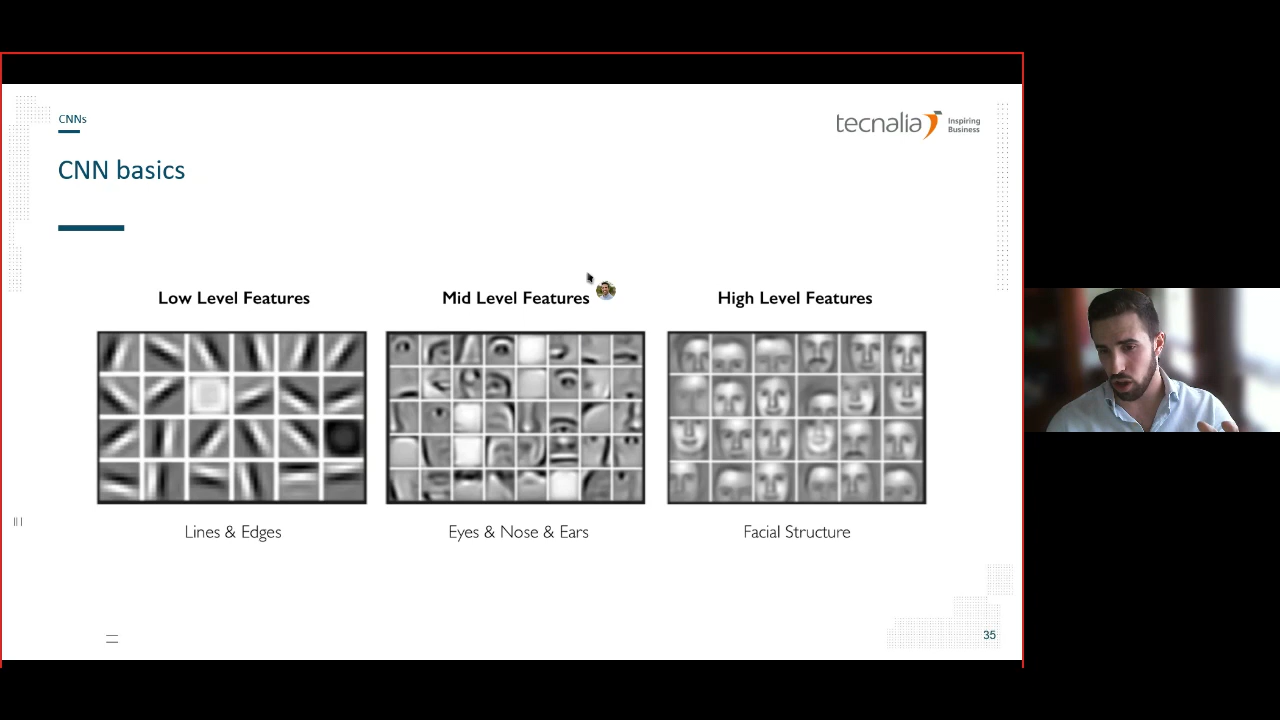 CNNs
tecnalia Inspiring
Business
CNN basics
Low Level Features
Mid Level Features
High Level Features
Lines & Edges
Eyes & Nose & Ears
Facial Structure
35